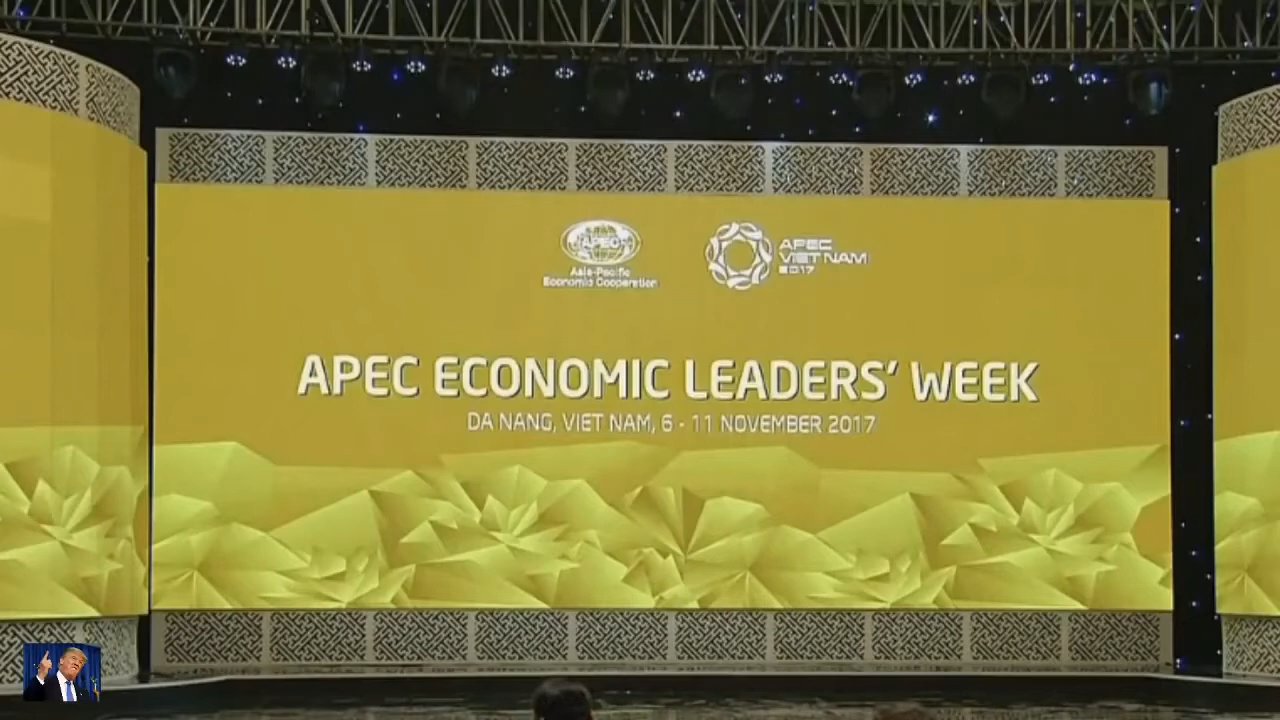 APEC
Asia-Pacific
Economic Cooperation
APEC
VIET NAM
2017
APEC ECONOMIC LEADERS' WEEK
DA NANG, VIET NAM, 6 - 11 NOVEMBER 2017